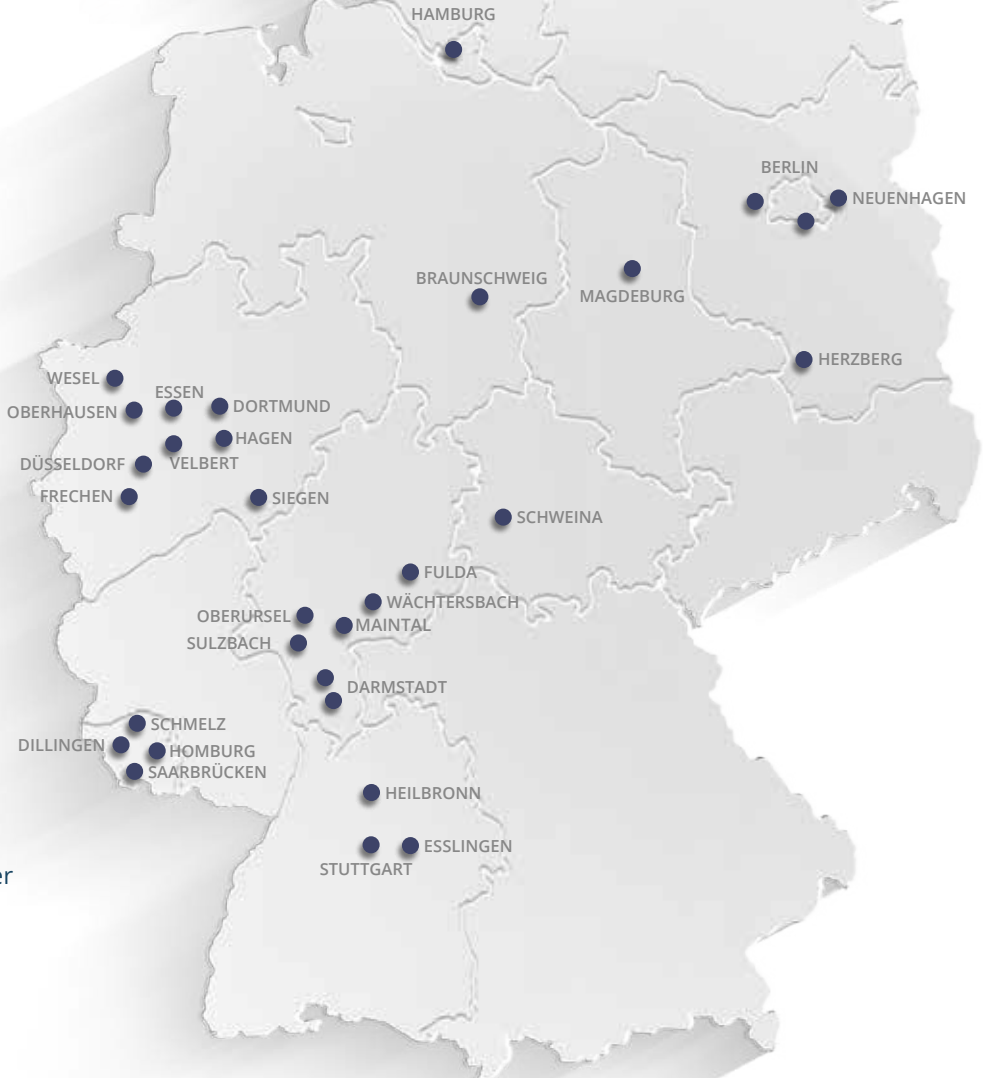 HAMBURG
BERLIN
NEUENHAGEN
BRAUNSCHWEIG
MAGDEBURG
HERZBERG
WESEL
ESSEN
OBERHAUSEN
DORTMUND
HAGEN
DÜSSELDORF
VELBERT
FRECHEN
SIEGEN
SCHWEINA
FULDA
WÄCHTERSBACH
OBERURSEL
MAINTAL
SULZBACH
DARMSTADT
SCHMELZ
DILLINGEN
HOMBURG
SAARBRÜCKEN
HEILBRONN
ESSLINGEN
STUTTGART
er